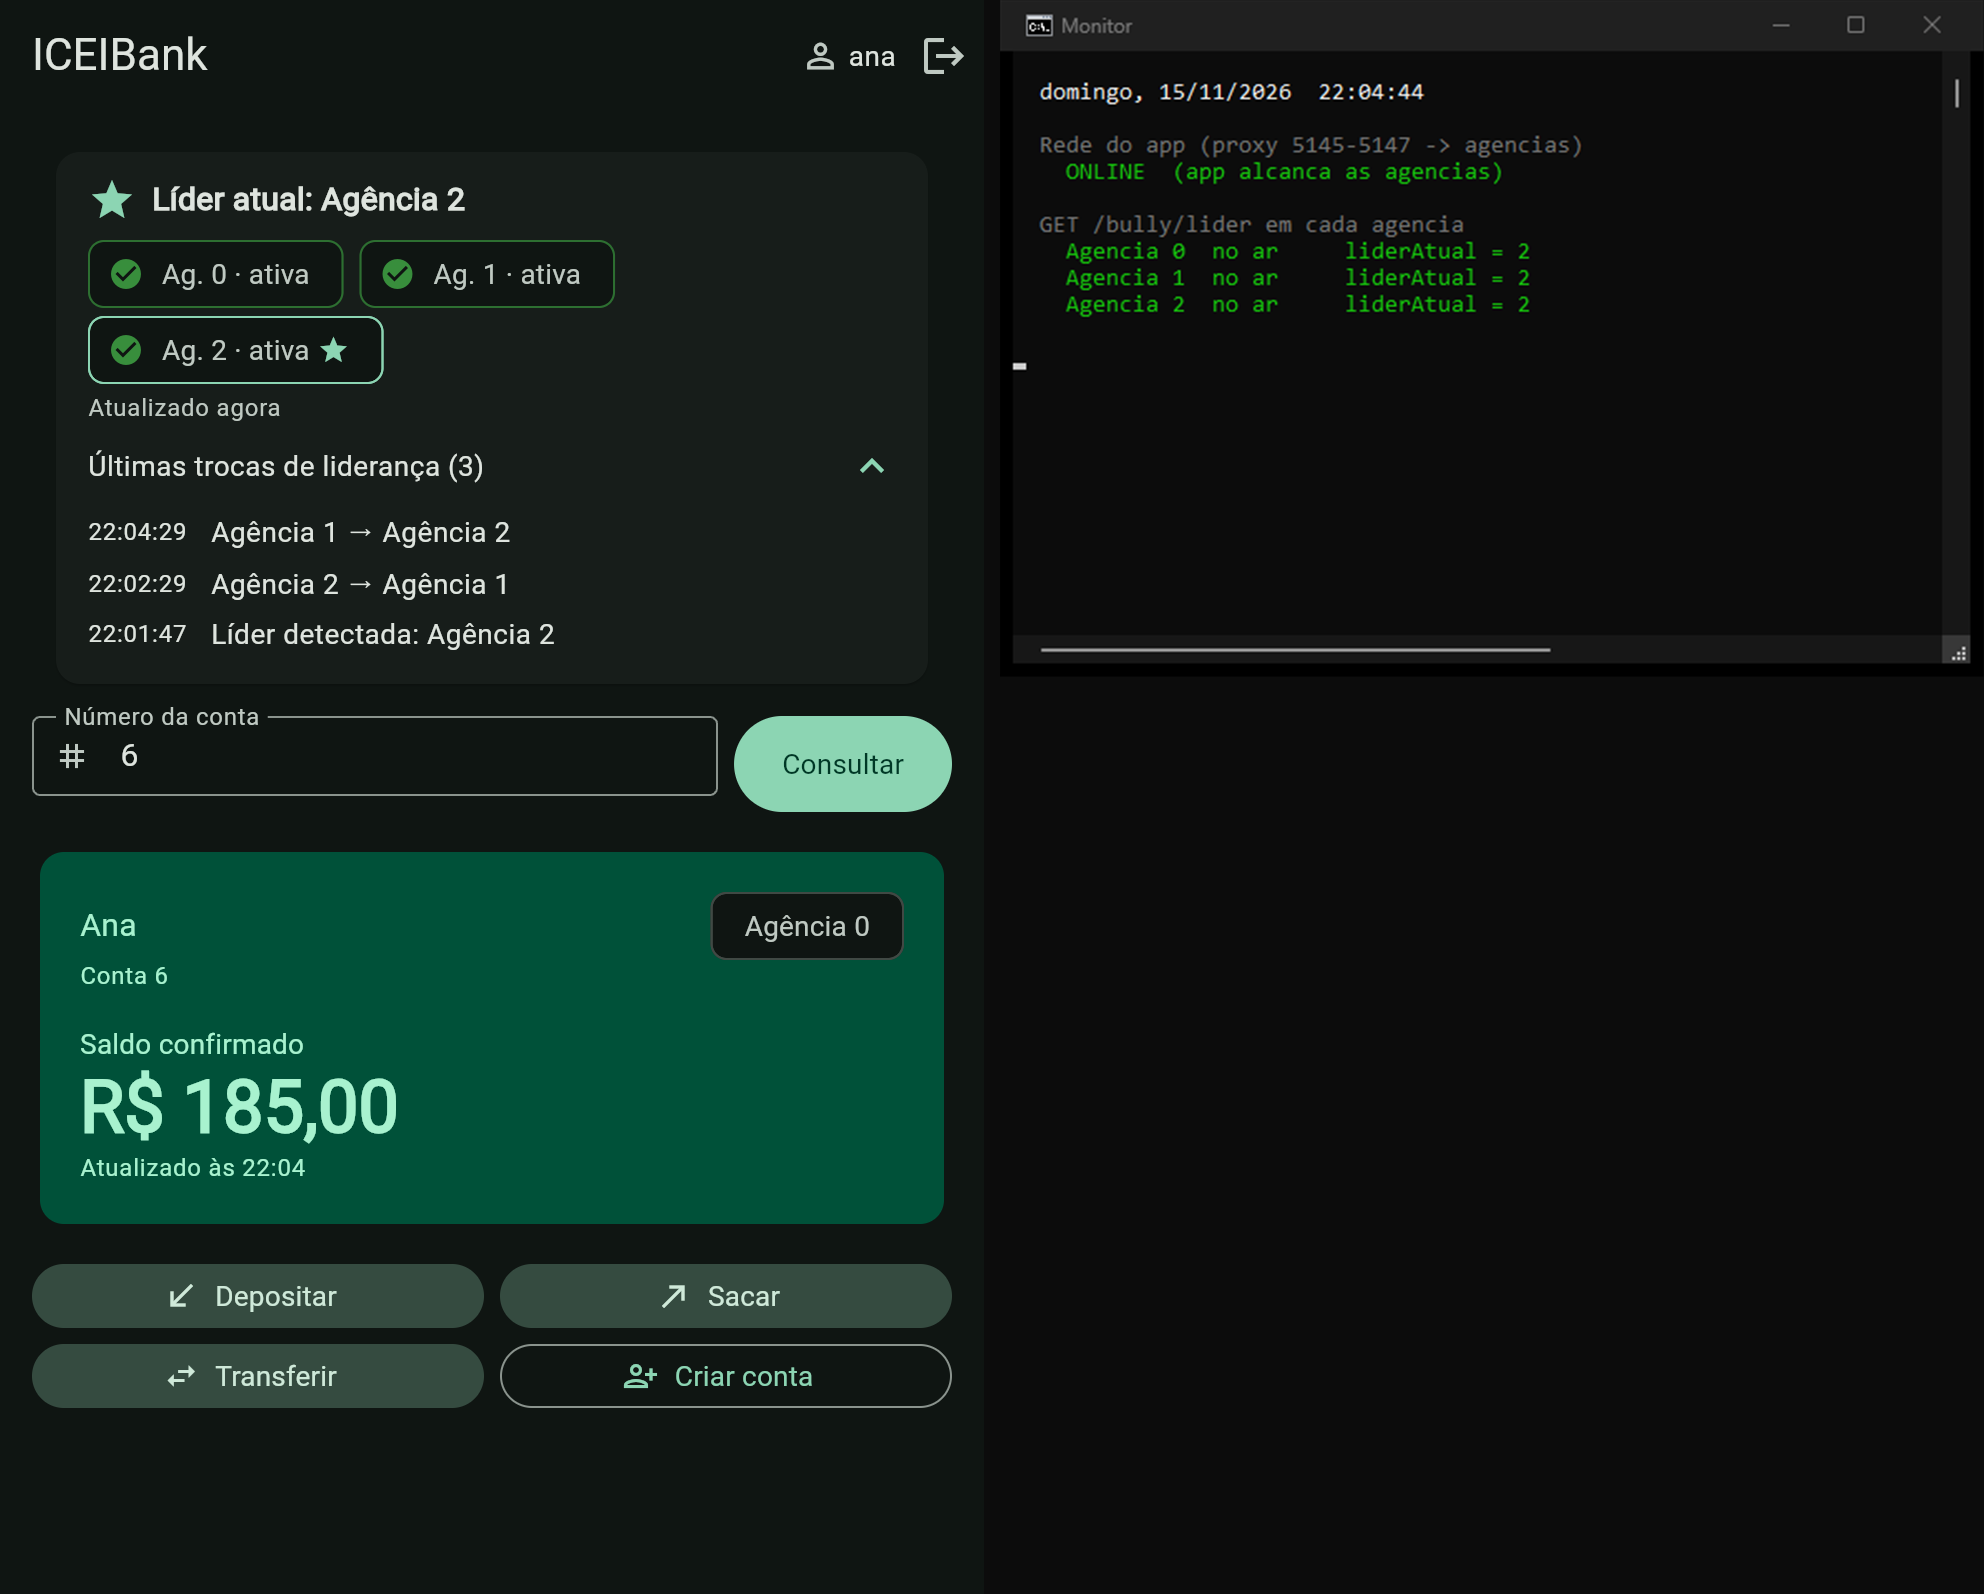 ICEIBank
ana
Líder atual: Agência 2
Ag. 0 · ativa
Ag. 1 · ativa
Ag. 2 · ativa
Atualizado agora
Últimas trocas de liderança (3)
22:04:29 Agência 1 → Agência 2
22:02:29 Agência 2 → Agência 1
22:01:47 Líder detectada: Agência 2
Número da conta
# 6
Consultar
Ana
Agência 0
Conta 6
Saldo confirmado
R$ 185,00
Atualizado às 22:04
Depositar
Sacar
Transferir
Criar conta
Monitor
domingo, 15/11/2026 22:04:44
Rede do app (proxy 5145-5147 -> agencias)
ONLINE (app alcanca as agencias)
GET /bully/lider em cada agencia
Agencia 0 no ar liderAtual = 2
Agencia 1 no ar liderAtual = 2
Agencia 2 no ar liderAtual = 2